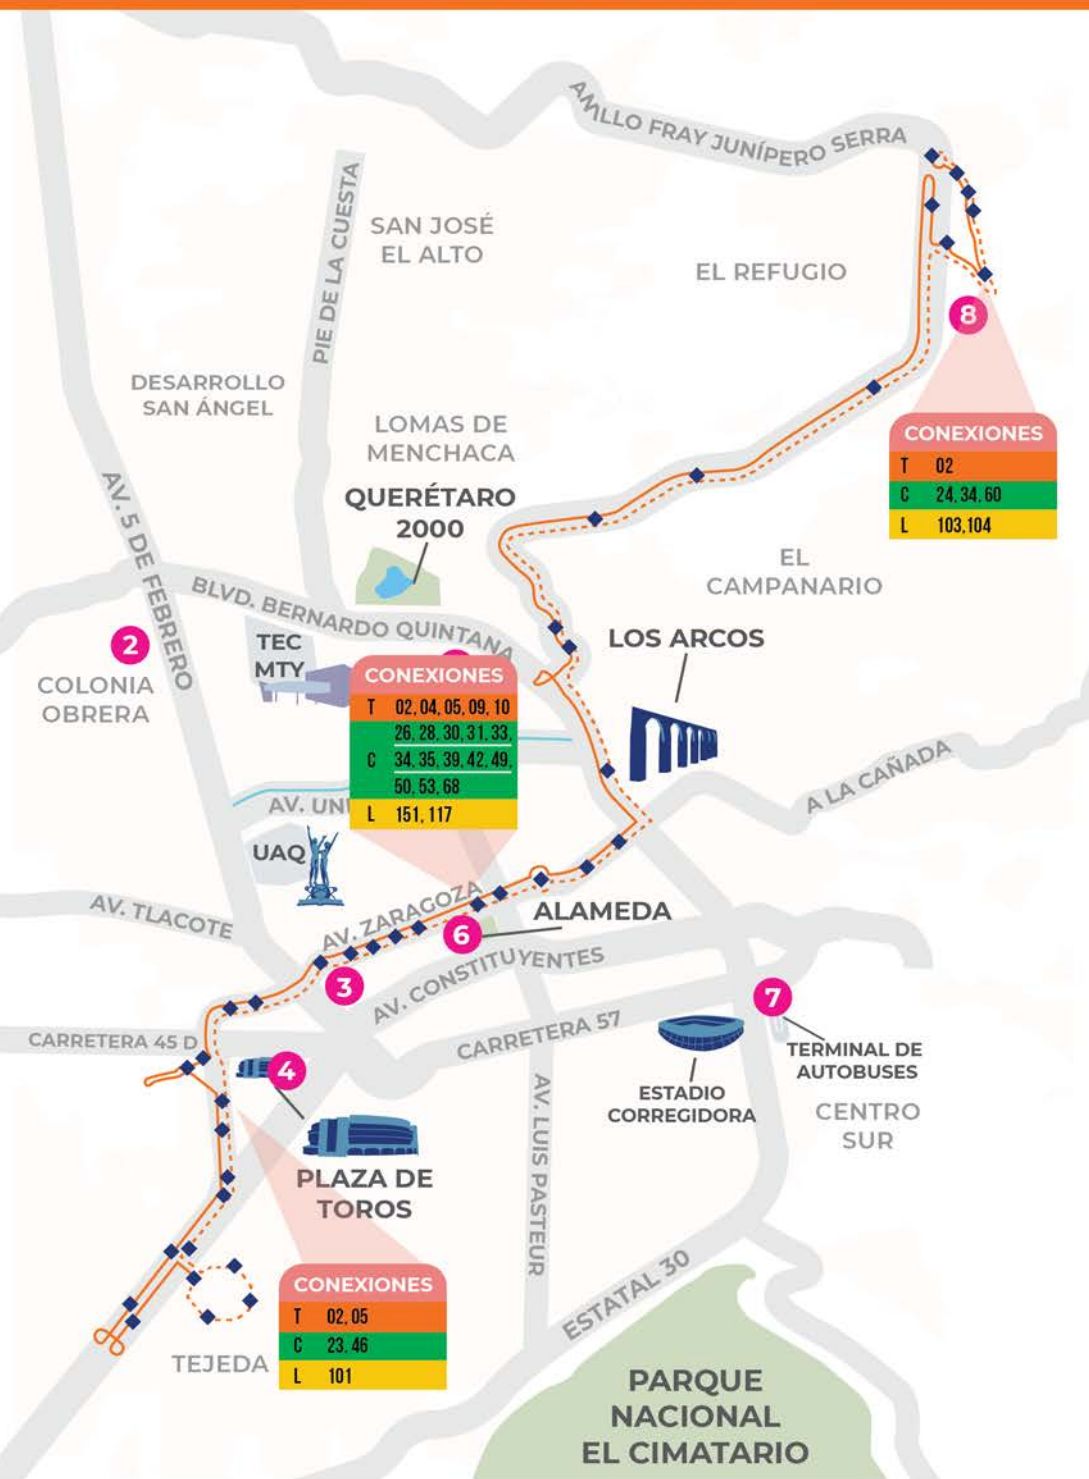 ANILLO FRAY JUNÍPERO SERRA
PIE DE LA CUESTA
SAN JOSÉ
EL ALTO
EL REFUGIO
8
DESARROLLO
SAN ÁNGEL
LOMAS DE
MENCHACA
CONEXIONES
T 02
C 24, 34, 60
L 103, 104
QUERÉTARO
2000
AV. 5 DE FEBRERO
EL
CAMPANARIO
BLVD. BERNARDO QUINTANA
2
COLONIA
OBRERA
TEC
MTY
LOS ARCOS
CONEXIONES
T 02, 04, 05, 09, 10
26, 28, 30, 31, 33,
C 34, 35, 39, 42, 49,
50, 53, 68
L 151, 117
A LA CAÑADA
AV. UNI
UAQ
AV. TLACOTE
AV. ZARAGOZA
ALAMEDA
6
AV. CONSTITUYENTES
3
7
CARRETERA 45 D
CARRETERA 57
4
TERMINAL DE
AUTOBUSES
ESTADIO
CORREGIDORA
CENTRO
SUR
AV. LUIS PASTEUR
PLAZA DE
TOROS
ESTATAL 30
CONEXIONES
T 02, 05
C 23, 46
L 101
TEJEDA
PARQUE
NACIONAL
EL CIMATARIO